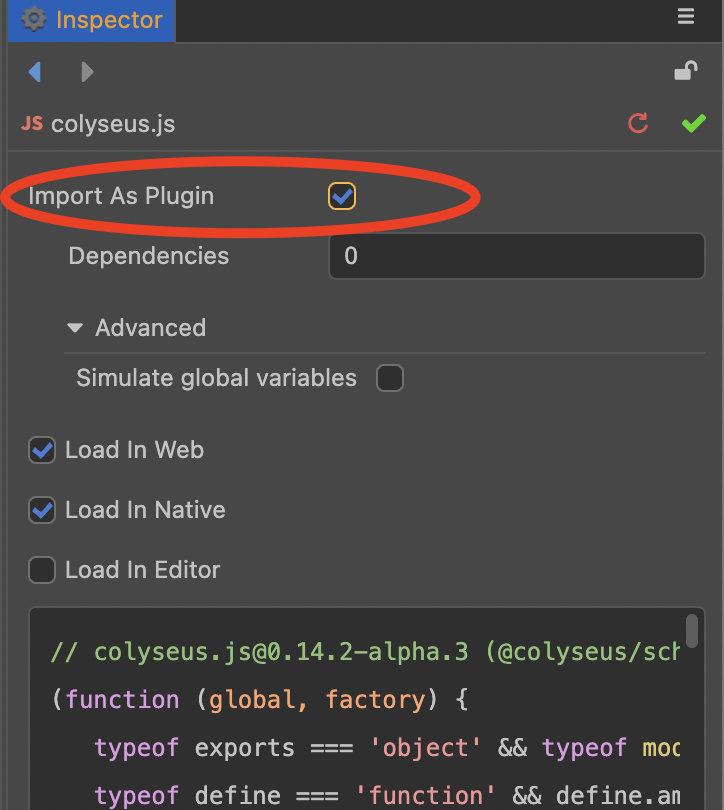 Inspector
JS colyseus.js
Import As Plugin
Dependencies 0
Advanced
Simulate global variables
Load In Web
Load In Native
Load In Editor
// colyseus.js@0.14.2-alpha.3 (@colyseus/sch
(function (global, factory) {
typeof exports === 'object' && typeof moc
typeof define === 'function' && define.am